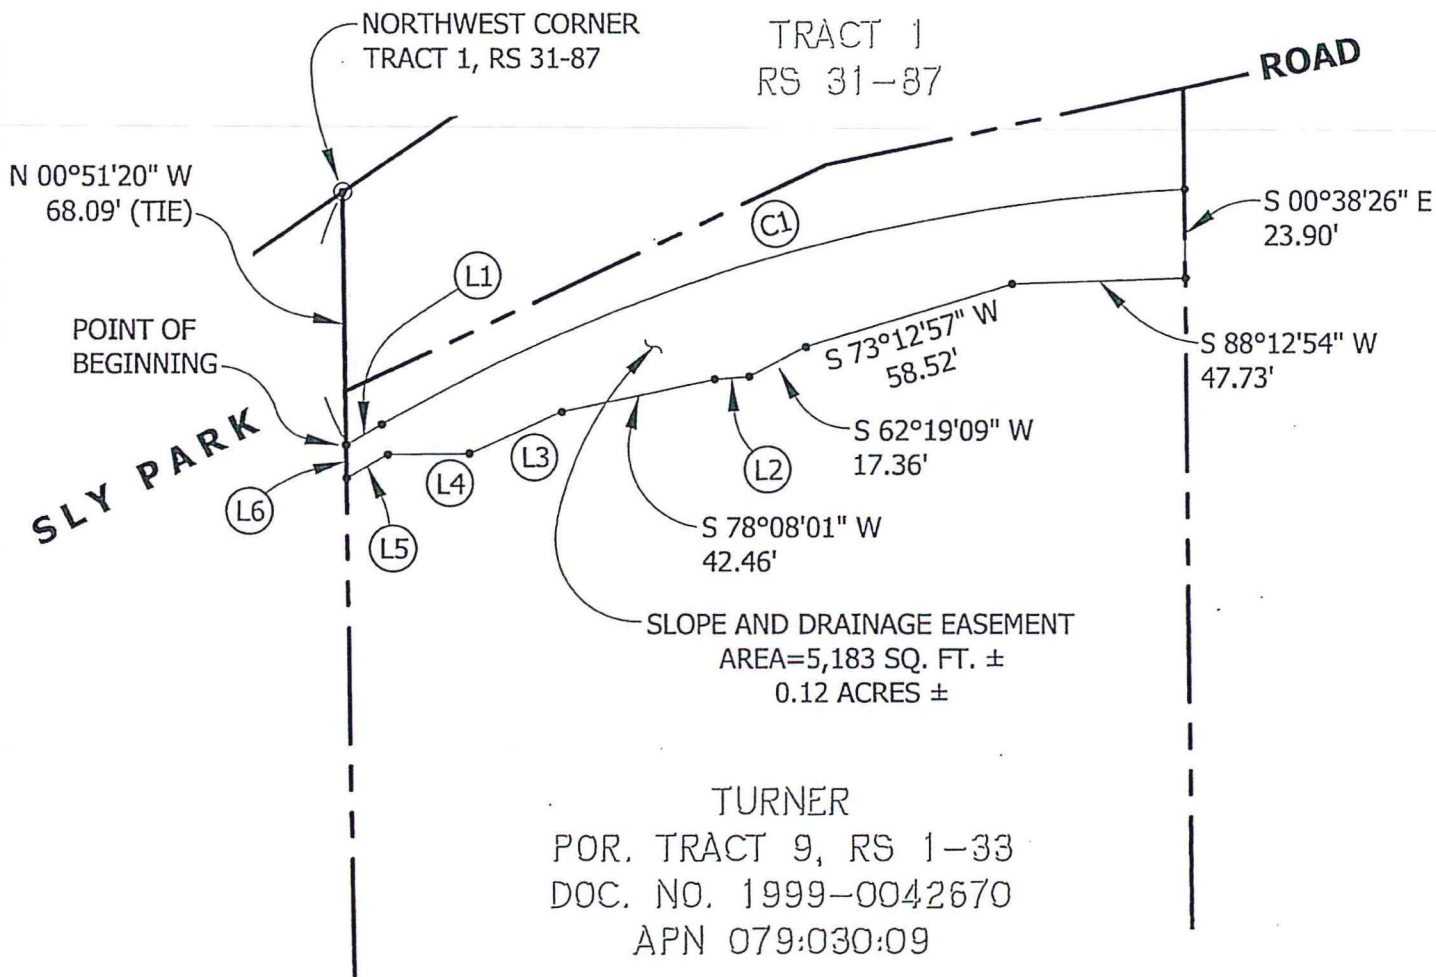 NORTHWEST CORNER
TRACT 1, RS 31-87
TRACT 1
RS 31-87
ROAD
N 00°51'20" W
68.09' (TIE)
S 00°38'26" E
23.90'
C1
L1
POINT OF
BEGINNING
S 73°12'57" W
58.52'
S 88°12'54" W
47.73'
SLY PARK
S 62°19'09" W
17.36'
L3
L2
L4
L6
L5
S 78°08'01" W
42.46'
SLOPE AND DRAINAGE EASEMENT
AREA=5,183 SQ. FT. ±
0.12 ACRES ±
TURNER
POR. TRACT 9, RS 1-33
DOC. NO. 1999-0042670
APN 079:030:09